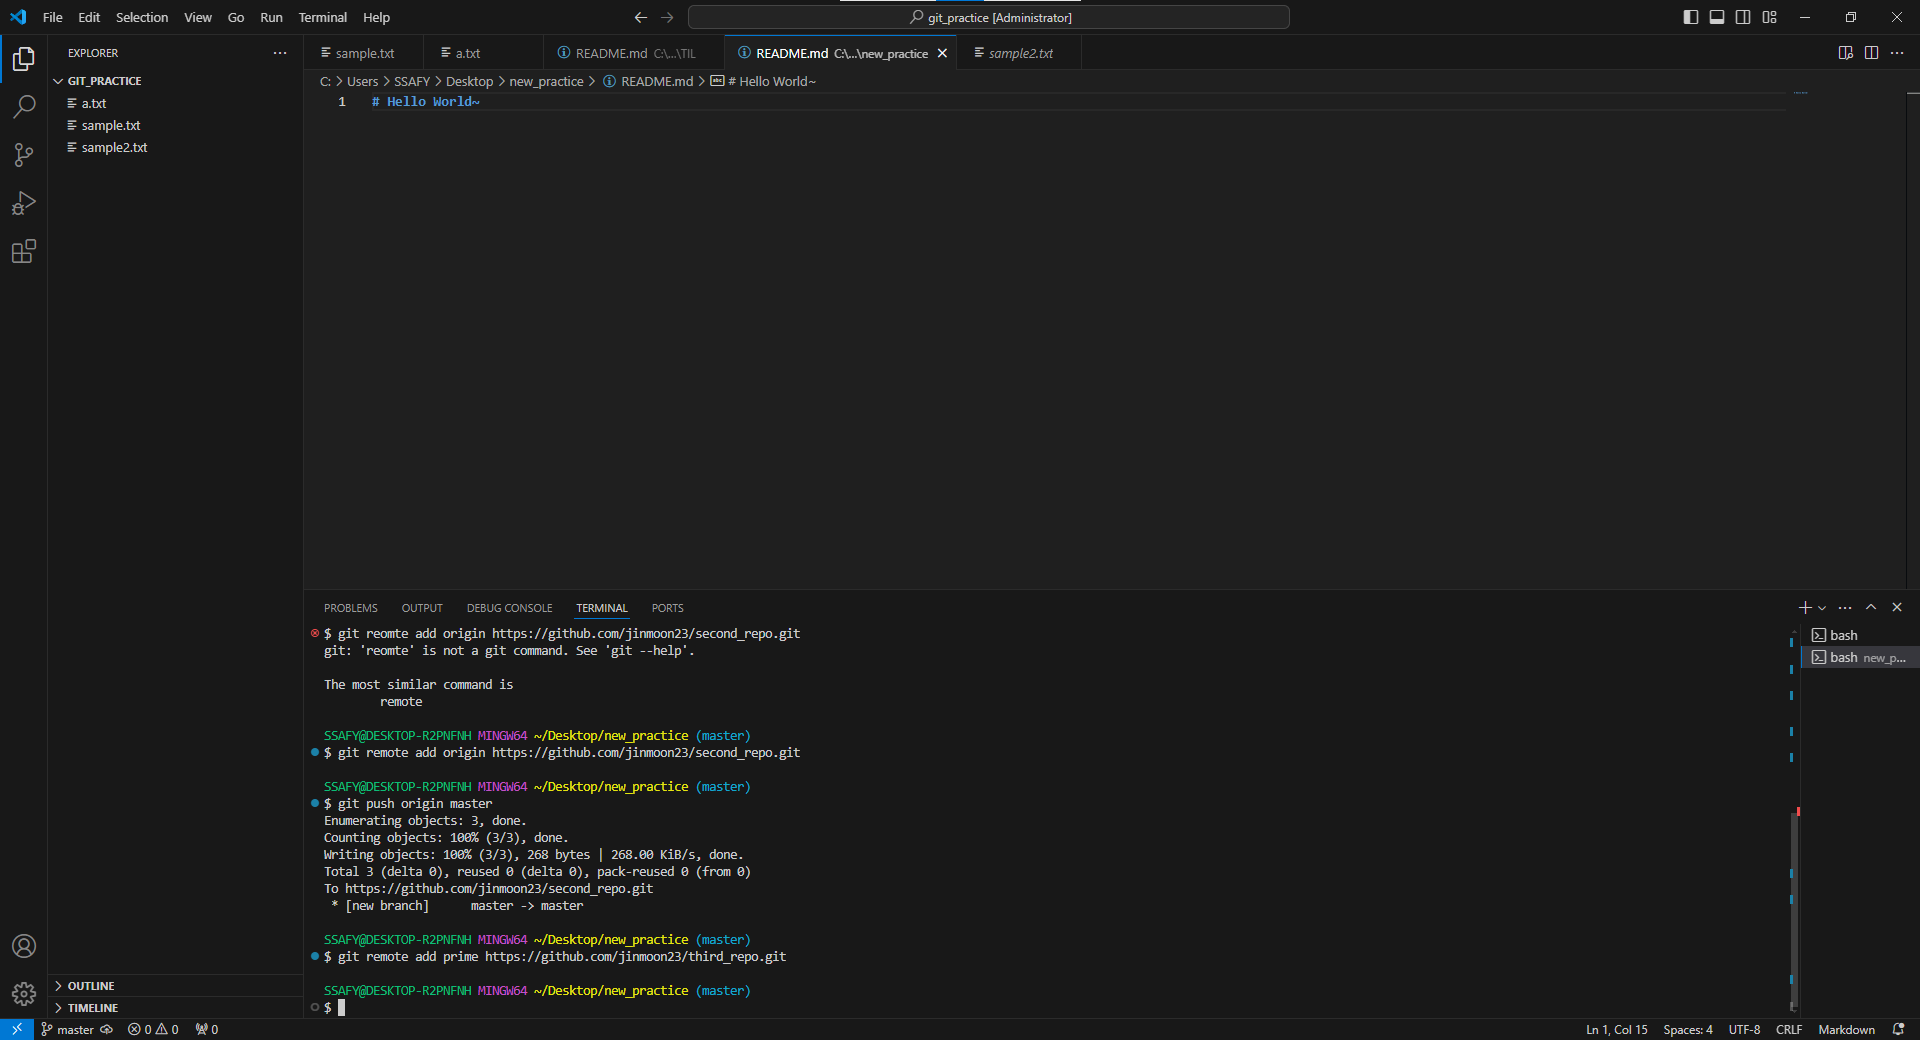 File Edit Selection View Go Run Terminal Help
git_practice [Administrator]
EXPLORER
GIT_PRACTICE
a.txt
sample.txt
sample2.txt
OUTLINE
TIMELINE
sample.txt a.txt README.md C:\...\TIL README.md C:\...\new_practice sample2.txt
C: > Users > SSAFY > Desktop > new_practice > README.md > # Hello World~
1 # Hello World~
PROBLEMS OUTPUT DEBUG CONSOLE TERMINAL PORTS
$ git reomte add origin https://github.com/jinmoon23/second_repo.git
git: 'reomte' is not a git command. See 'git --help'.
The most similar command is
remote
SSAFY@DESKTOP-R2PNFNH MINGW64 ~/Desktop/new_practice (master)
$ git remote add origin https://github.com/jinmoon23/second_repo.git
SSAFY@DESKTOP-R2PNFNH MINGW64 ~/Desktop/new_practice (master)
$ git push origin master
Enumerating objects: 3, done.
Counting objects: 100% (3/3), done.
Writing objects: 100% (3/3), 268 bytes | 268.00 KiB/s, done.
Total 3 (delta 0), reused 0 (delta 0), pack-reused 0 (from 0)
To https://github.com/jinmoon23/second_repo.git
* [new branch] master -> master
SSAFY@DESKTOP-R2PNFNH MINGW64 ~/Desktop/new_practice (master)
$ git remote add prime https://github.com/jinmoon23/third_repo.git
SSAFY@DESKTOP-R2PNFNH MINGW64 ~/Desktop/new_practice (master)
$
bash
bash new_p...
master 0 0 0
Ln 1, Col 15 Spaces: 4 UTF-8 CRLF Markdown